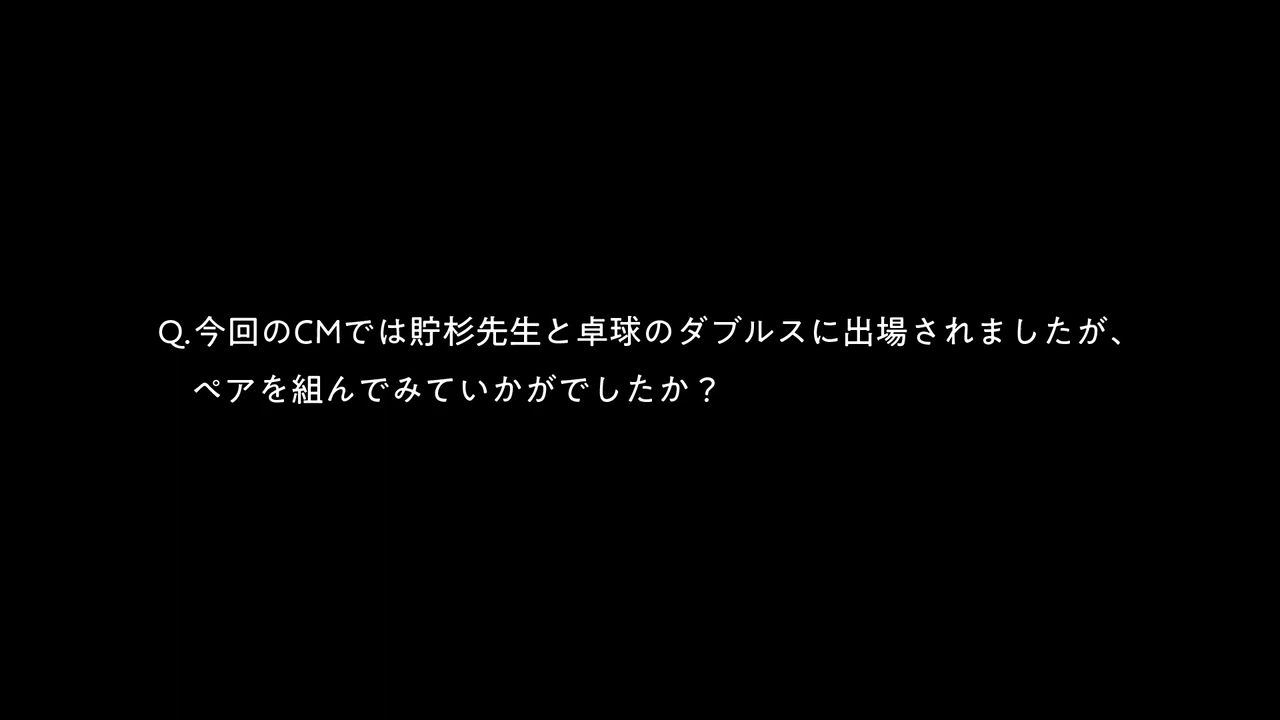 Q.今回のCMでは貯杉先生と卓球のダブルスに出場されましたが、
ペアを組んでみていかがでしたか？